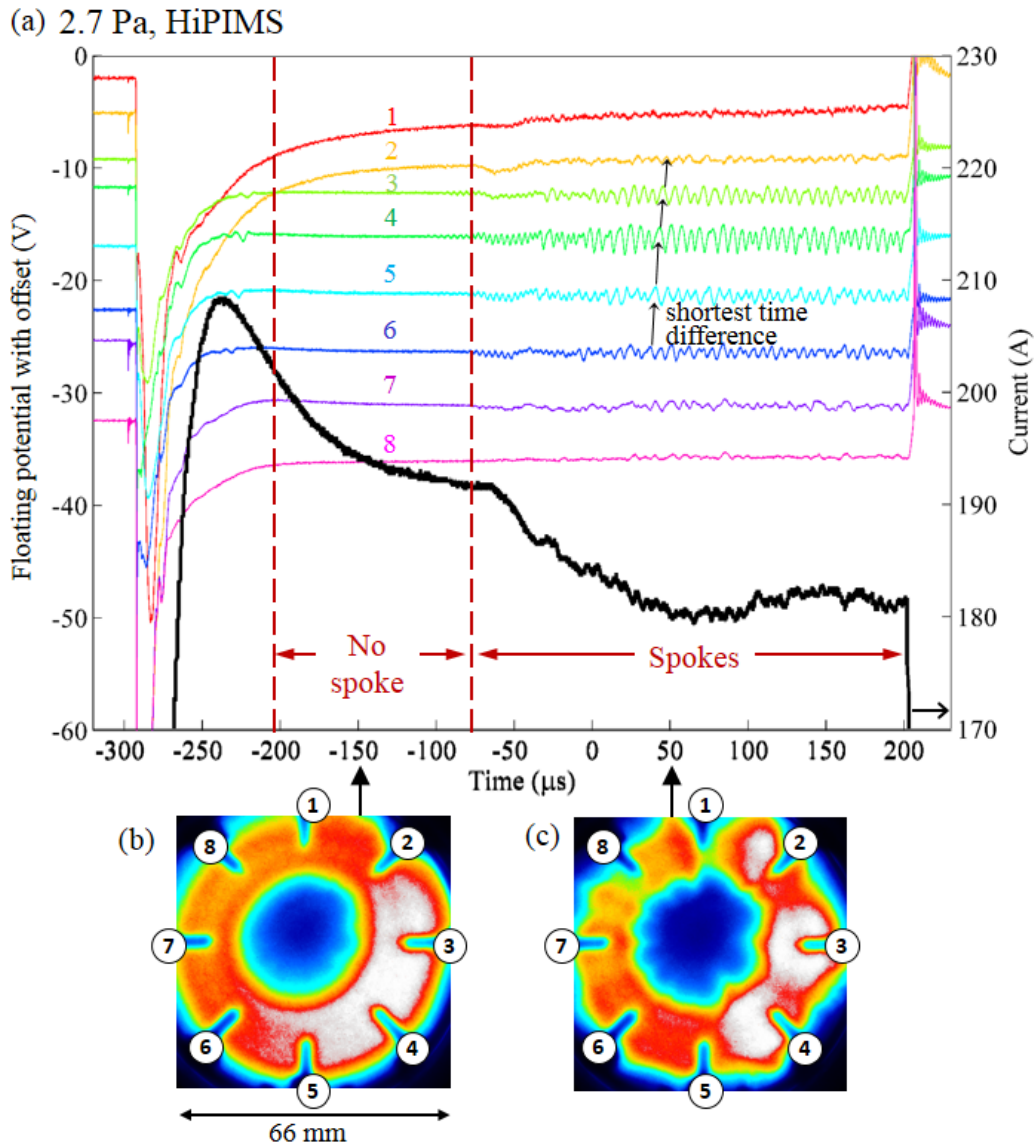 (a) 2.7 Pa, HiPIMS
0
-10
-20
-30
-40
-50
-60
Floating potential with offset (V)
230
220
210
200
190
180
170
Current (A)
1
2
3
4
5
6
7
8
shortest time
difference
No
spoke
Spokes
-300 -250 -200 -150 -100 -50 0 50 100 150 200
Time (μs)
(b)
1
2
3
4
5
6
7
8
66 mm
(c)
1
2
3
4
5
6
7
8